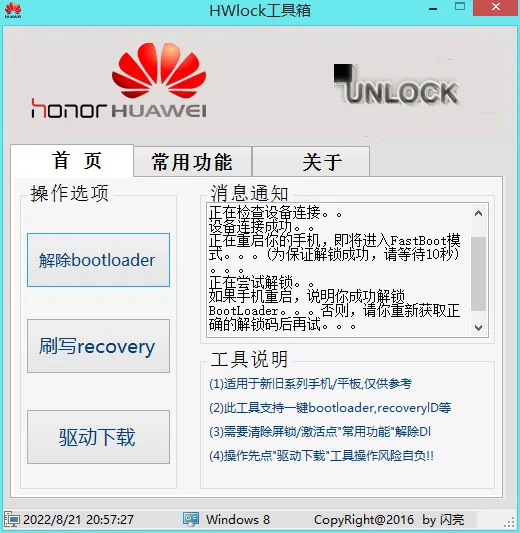 HWlock工具箱
HUAWEI
honor HUAWEI
UNLOCK
首 页
常用功能
关于
操作选项
解除bootloader
刷写recovery
驱动下载
消息通知
正在检查设备连接。。
设备连接成功。。
正在重启你的手机，即将进入FastBoot模
式。。。(为保证解锁成功，请等待10秒)
。。。
正在尝试解锁。。
如果手机重启，说明你成功解锁
BootLoader。。。否则，请你重新获取正
确的解锁码后再试。。。
工具说明
(1)适用于新旧系列手机/平板,仅供参考
(2)此工具支持一键bootloader,recoverylD等
(3)需要清除屏锁/激活点"常用功能"解除Dl
(4)操作先点"驱动下载"工具操作风险自负!!
2022/8/21 20:57:27
Windows 8
CopyRight@2016 by 闪亮